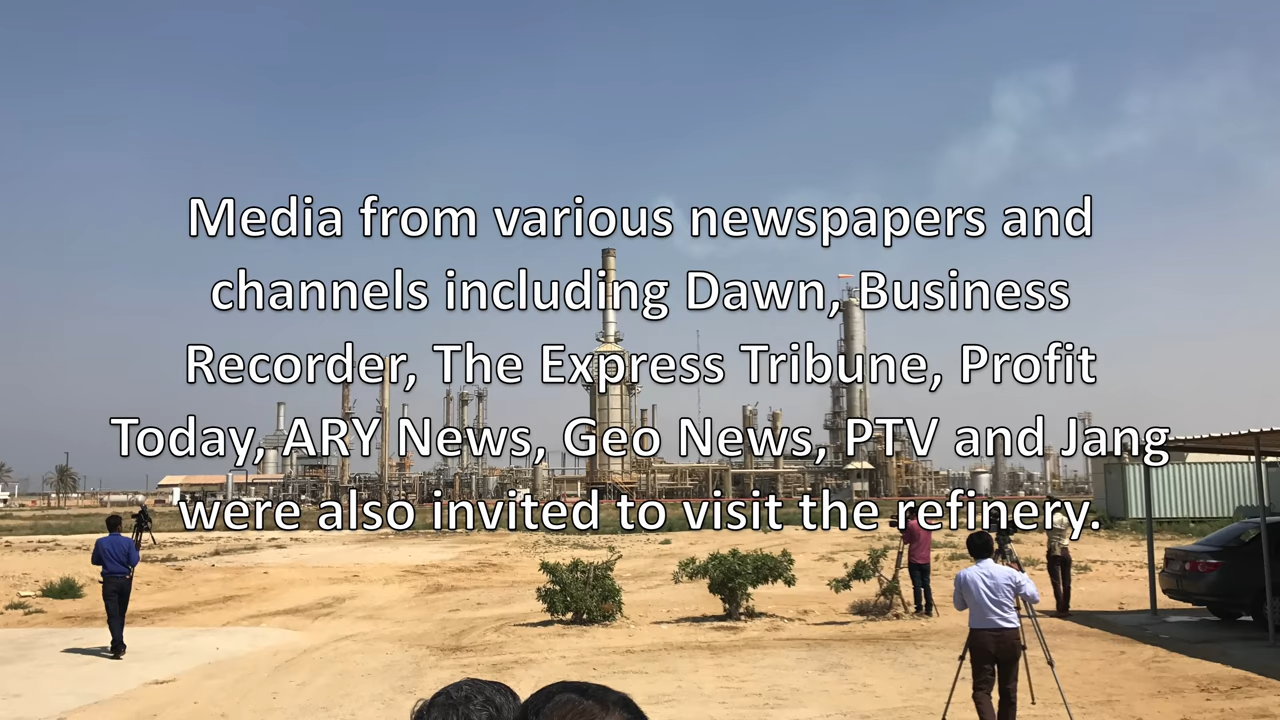 Media from various newspapers and
channels including Dawn, Business
Recorder, The Express Tribune, Profit
Today, ARY News, Geo News, PTV and Jang
were also invited to visit the refinery.